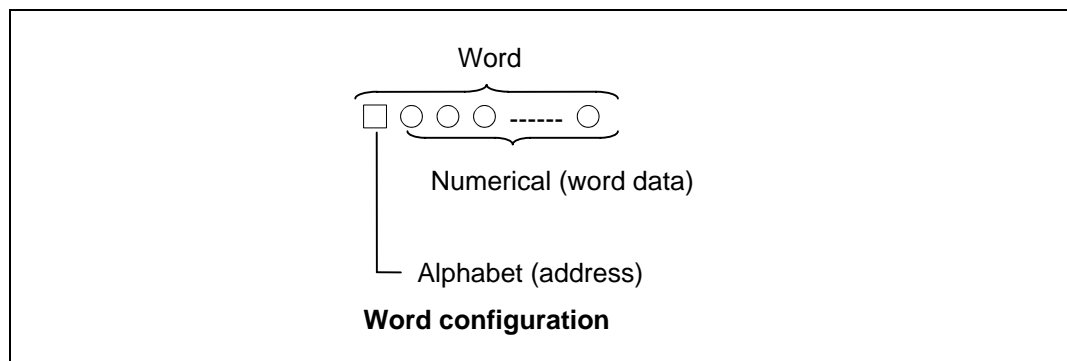 Word
------
Numerical (word data)
Alphabet (address)
Word configuration